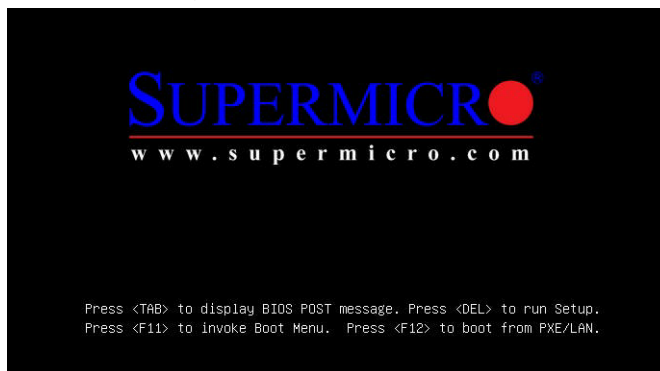 SUPERMICRO®
www.supermicro.com
Press <TAB> to display BIOS POST message. Press <DEL> to run Setup.
Press <F11> to invoke Boot Menu.  Press <F12> to boot from PXE/LAN.